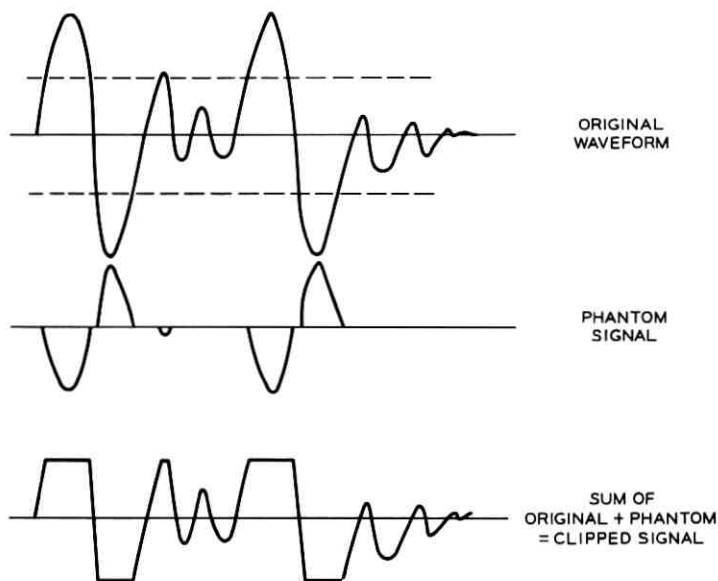 ORIGINAL
WAVEFORM
PHANTOM
SIGNAL
SUM OF
ORIGINAL + PHANTOM
= CLIPPED SIGNAL